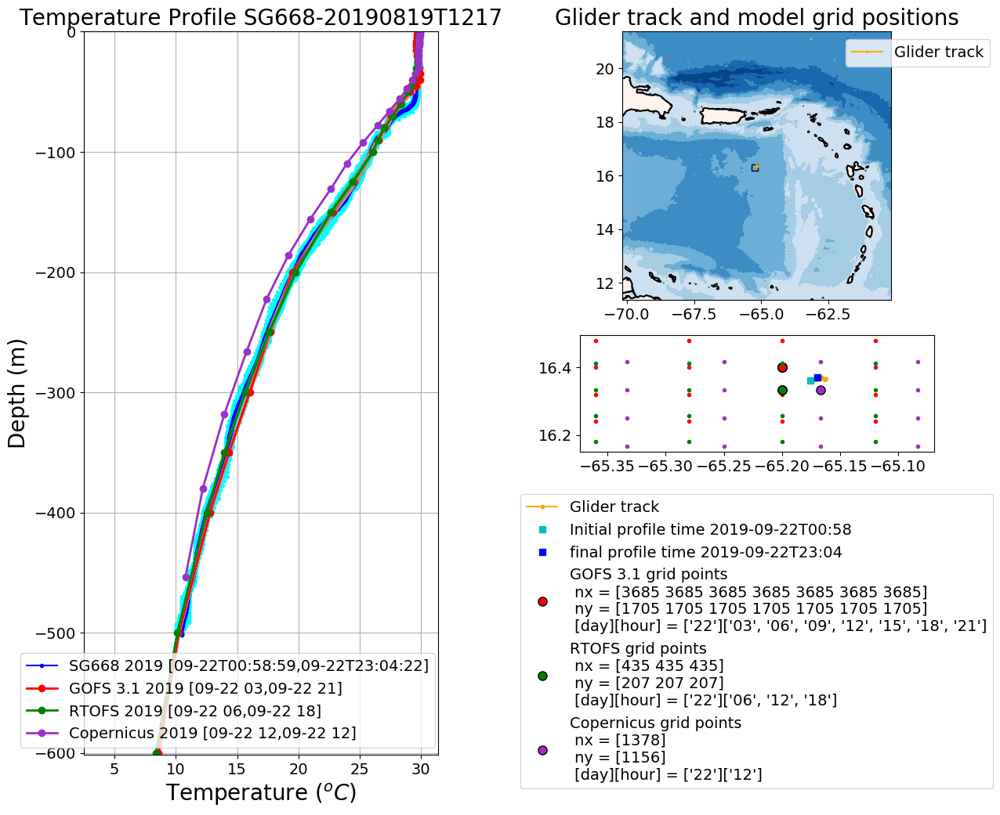 Temperature Profile SG668-20190819T1217
0
−100
−200
−300
−400
−500
−600
Depth (m)
5
10
15
20
25
30
Temperature (°C)
SG668 2019 [09-22T00:58:59,09-22T23:04:22]
GOFS 3.1 2019 [09-22 03,09-22 21]
RTOFS 2019 [09-22 06,09-22 18]
Copernicus 2019 [09-22 12,09-22 12]
Glider track and model grid positions
Glider track
20
18
16
14
12
−70.0
−67.5
−65.0
−62.5
16.4
16.2
−65.35
−65.30
−65.25
−65.20
−65.15
−65.10
Glider track
Initial profile time 2019-09-22T00:58
final profile time 2019-09-22T23:04
GOFS 3.1 grid points
nx = [3685 3685 3685 3685 3685 3685 3685]
ny = [1705 1705 1705 1705 1705 1705 1705]
[day][hour] = ['22']['03', '06', '09', '12', '15', '18', '21']
RTOFS grid points
nx = [435 435 435]
ny = [207 207 207]
[day][hour] = ['22']['06', '12', '18']
Copernicus grid points
nx = [1378]
ny = [1156]
[day][hour] = ['22']['12']